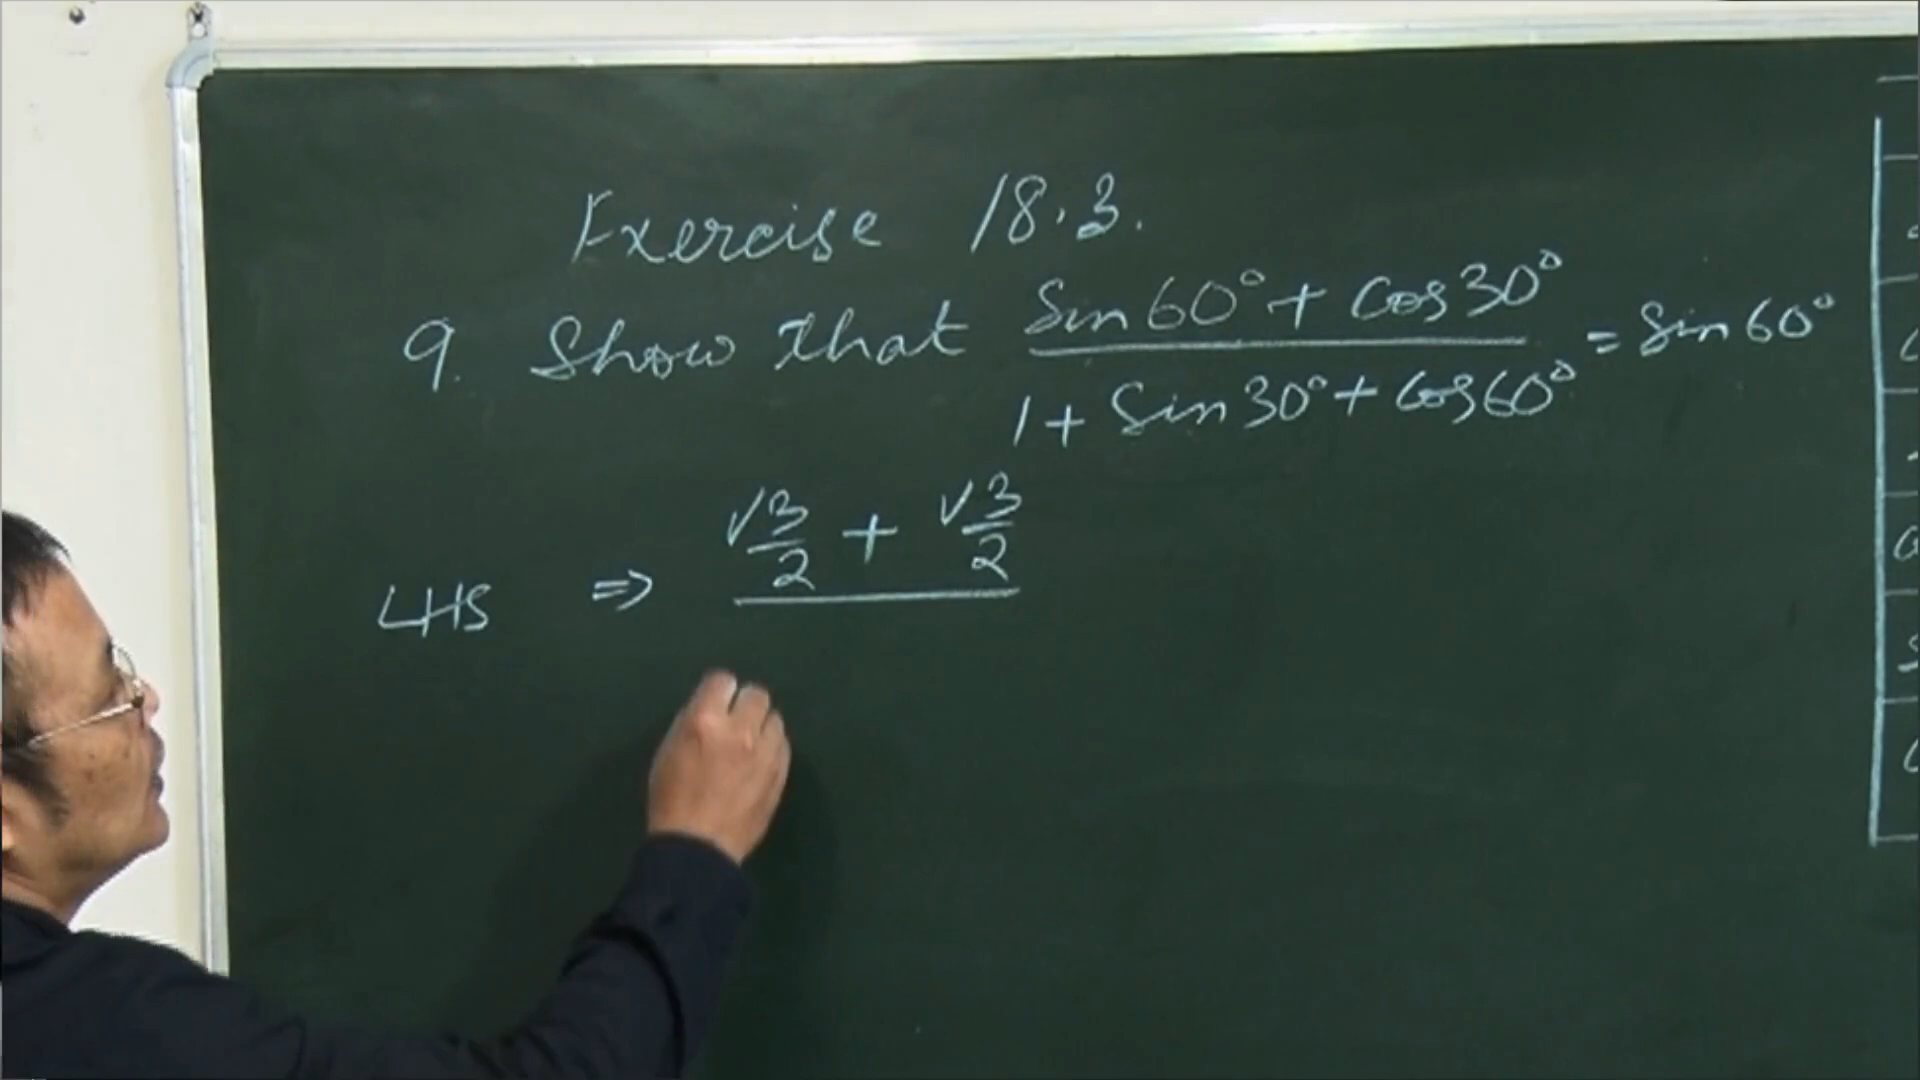 Exercise 18.3.
9. Show that (Sin 60° + Cos 30°) / (1 + Sin 30° + Cos 60°) = Sin 60°
LHS ⇒ √3/2 + √3/2